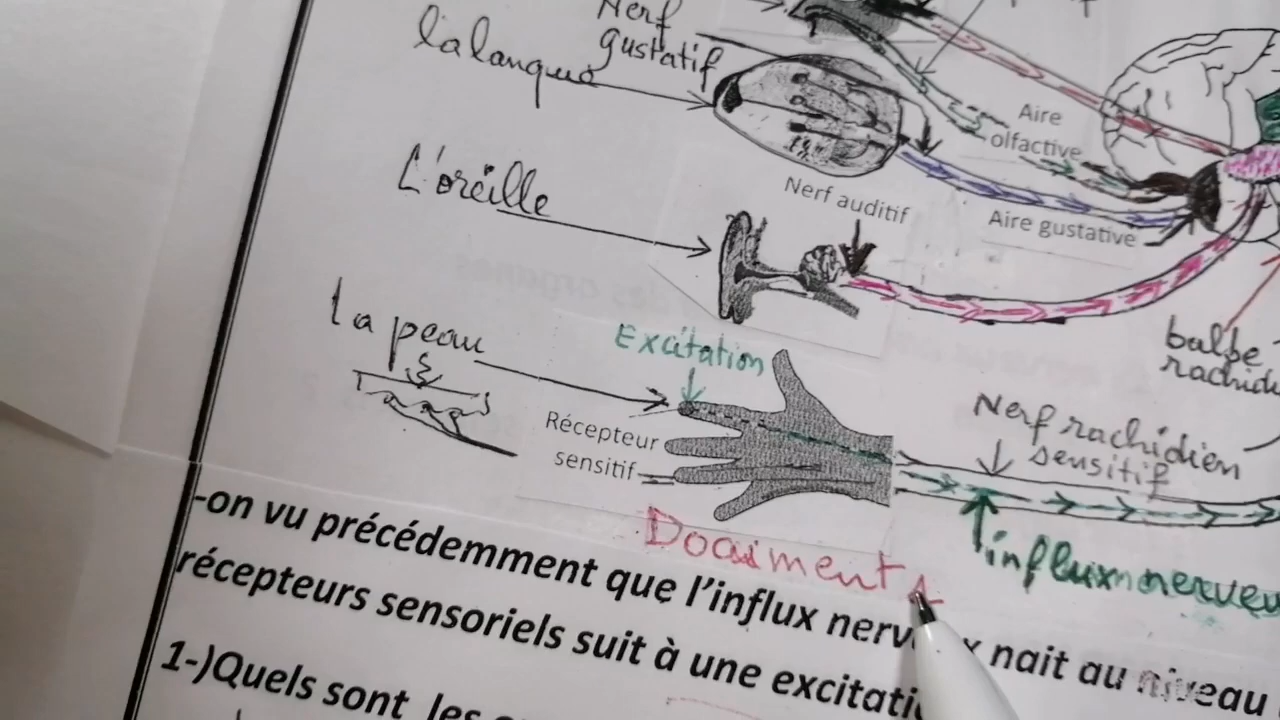 Nerf
gustatif
la langue
Aire
olfactive
L'oreille
Nerf auditif
Aire gustative
la peau
Excitation
balbe
rachidi
Récepteur
sensitif
Nerf rachidien
sensitif
influx nerveu
Document 1
-on vu précédemment que l'influx nerv x nait au niveau
récepteurs sensoriels suit à une excitati
1-)Quels sont les